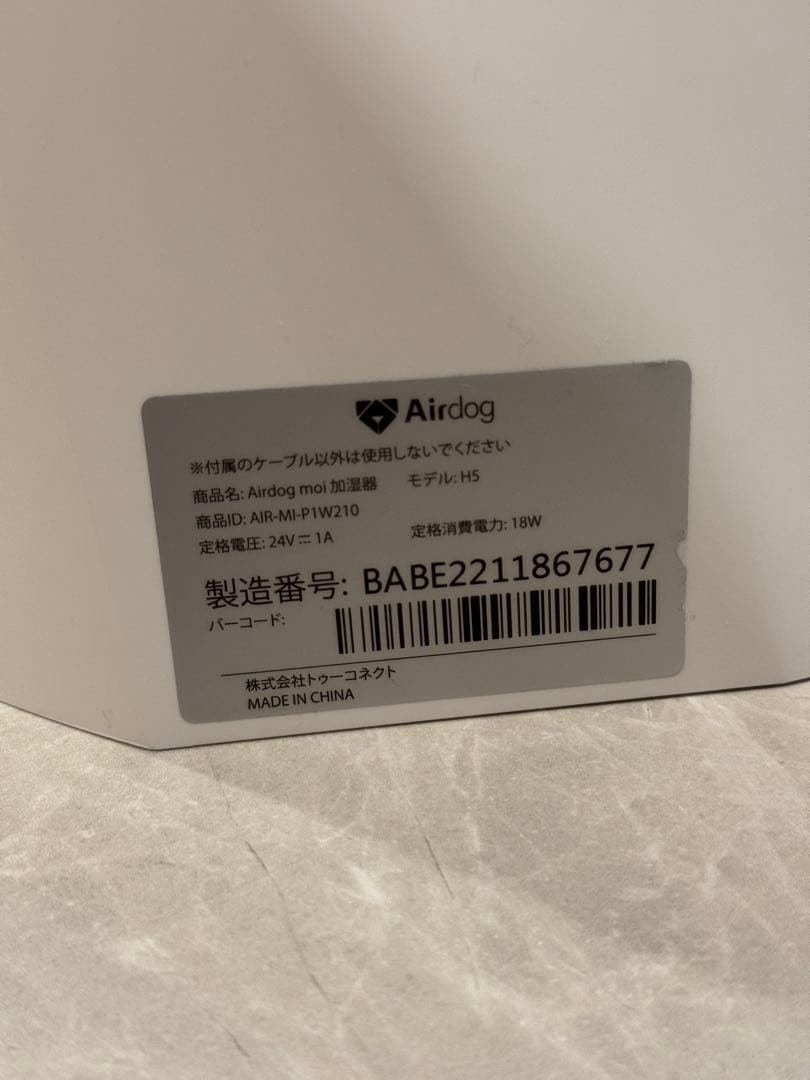 Airdog
※付属のケーブル以外は使用しないでください
商品名: Airdog moi 加湿器 モデル: H5
商品ID: AIR-MI-P1W210
定格電圧: 24V⎓1A 定格消費電力: 18W
製造番号: BABE2211867677
バーコード:
株式会社トゥーコネクト
MADE IN CHINA